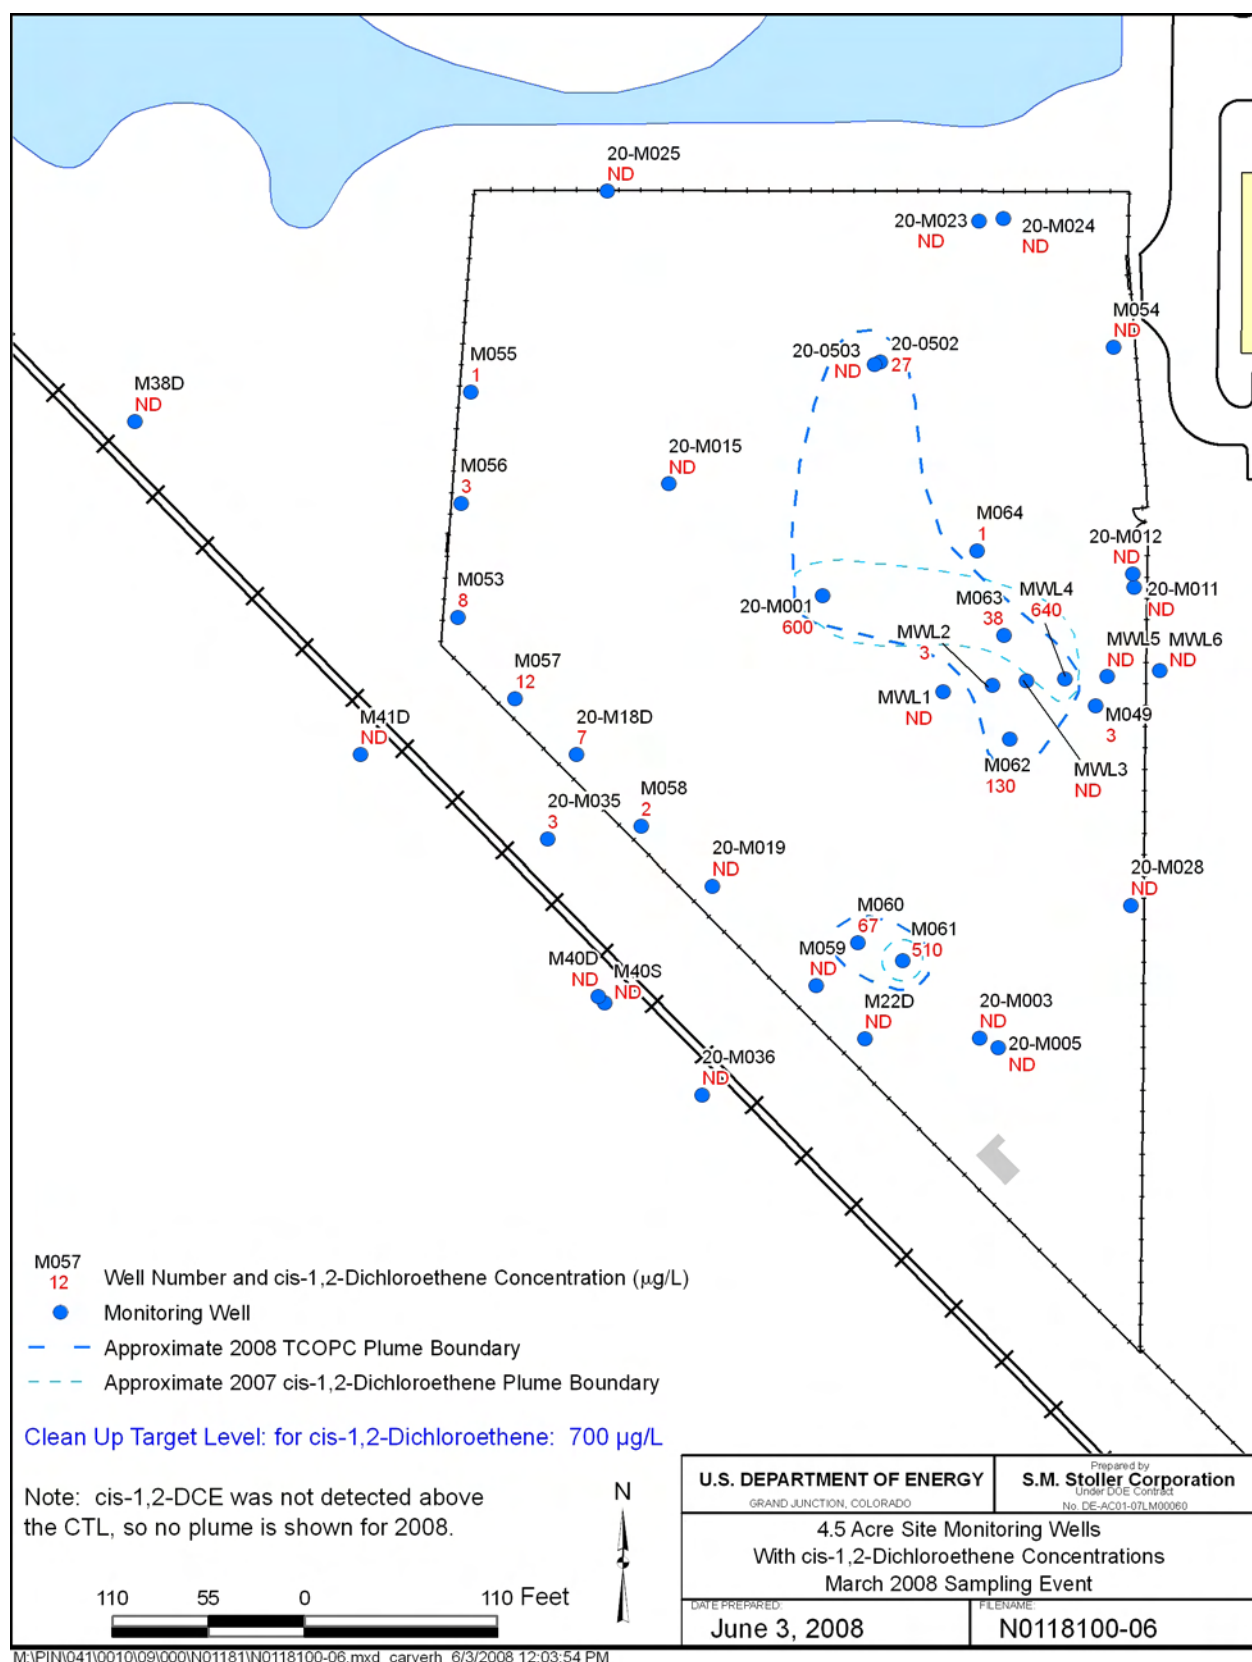 20-M025
ND
20-M023
ND
20-M024
ND
M054
ND
20-0503
ND
20-0502
27
M055
1
M38D
ND
M056
3
20-M015
ND
M064
1
20-M012
ND
20-M011
ND
M053
8
20-M001
600
M063
38
MWL4
640
MWL2
3
MWL5
ND
MWL6
ND
MWL1
ND
M049
3
M057
12
20-M18D
7
M41D
ND
M062
130
MWL3
ND
20-M035
3
M058
2
20-M019
ND
20-M028
ND
M060
67
M061
510
M059
ND
M40D
ND
M40S
ND
M22D
ND
20-M003
ND
20-M005
ND
20-M036
ND
M057
12
Well Number and cis-1,2-Dichloroethene Concentration (µg/L)
Monitoring Well
Approximate 2008 TCOPC Plume Boundary
Approximate 2007 cis-1,2-Dichloroethene Plume Boundary
Clean Up Target Level: for cis-1,2-Dichloroethene: 700 µg/L
Note: cis-1,2-DCE was not detected above
the CTL, so no plume is shown for 2008.
N
110 55 0 110 Feet
U.S. DEPARTMENT OF ENERGY
GRAND JUNCTION, COLORADO
Prepared by
S.M. Stoller Corporation
Under DOE Contract
No. DE-AC01-07LM00060
4.5 Acre Site Monitoring Wells
With cis-1,2-Dichloroethene Concentrations
March 2008 Sampling Event
DATE PREPARED:
June 3, 2008
FILENAME:
N0118100-06
M:\PIN\041\0010\09\000\N01181\N0118100-06.mxd carverh 6/3/2008 12:03:54 PM